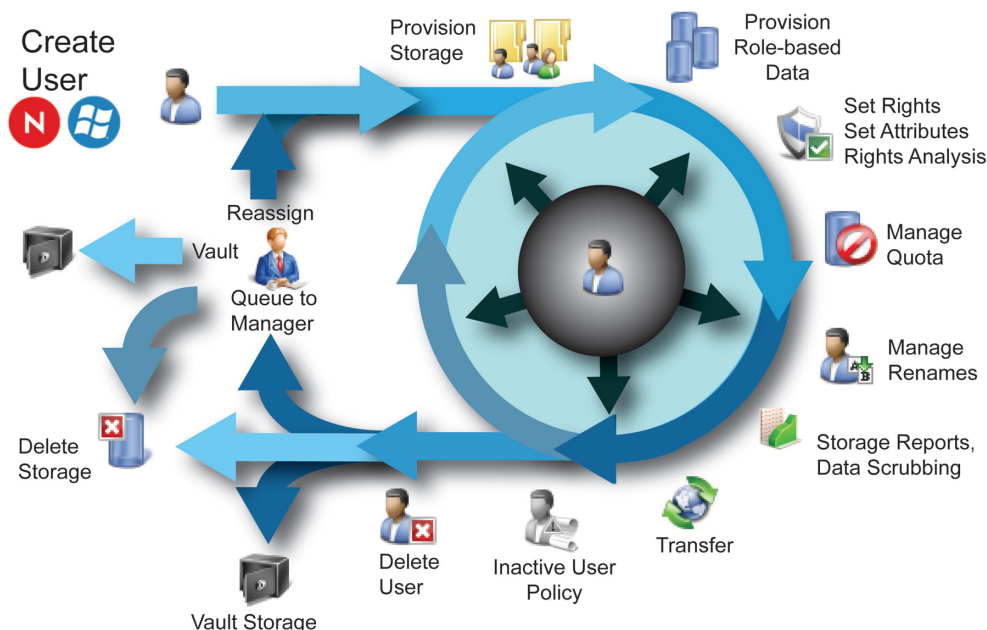 Create
User
N
Provision
Storage
Provision
Role-based
Data
Set Rights
Set Attributes
Rights Analysis
Manage
Quota
Manage
Renames
A
B
Storage Reports,
Data Scrubbing
Transfer
Inactive User
Policy
Delete
User
Vault Storage
Delete
Storage
Reassign
Vault
Queue to
Manager